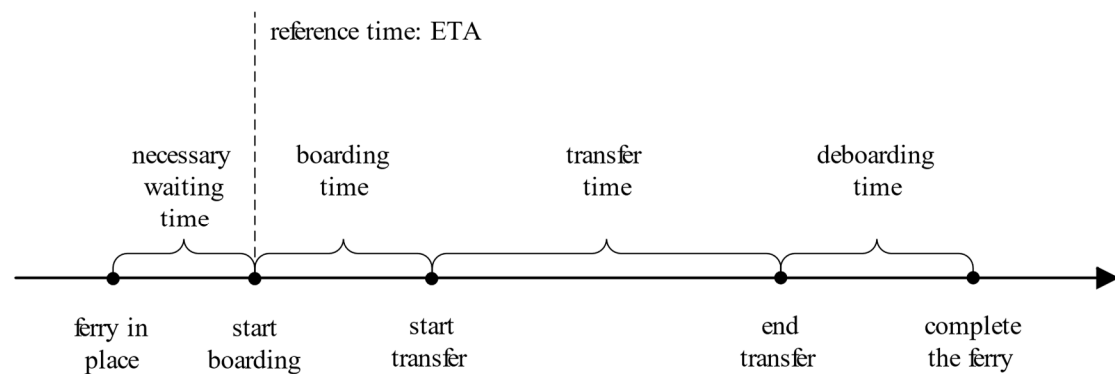 reference time: ETA
necessary
waiting
time
boarding
time
transfer
time
deboarding
time
ferry in
place
start
boarding
start
transfer
end
transfer
complete
the ferry